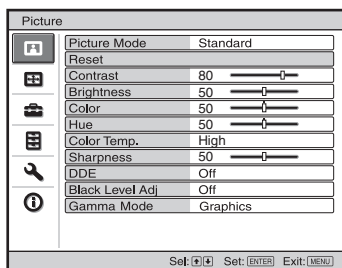 Picture
Picture Mode Standard
Reset
Contrast 80
Brightness 50
Color 50
Hue 50
Color Temp. High
Sharpness 50
DDE Off
Black Level Adj Off
Gamma Mode Graphics
Sel: Set: ENTER Exit: MENU